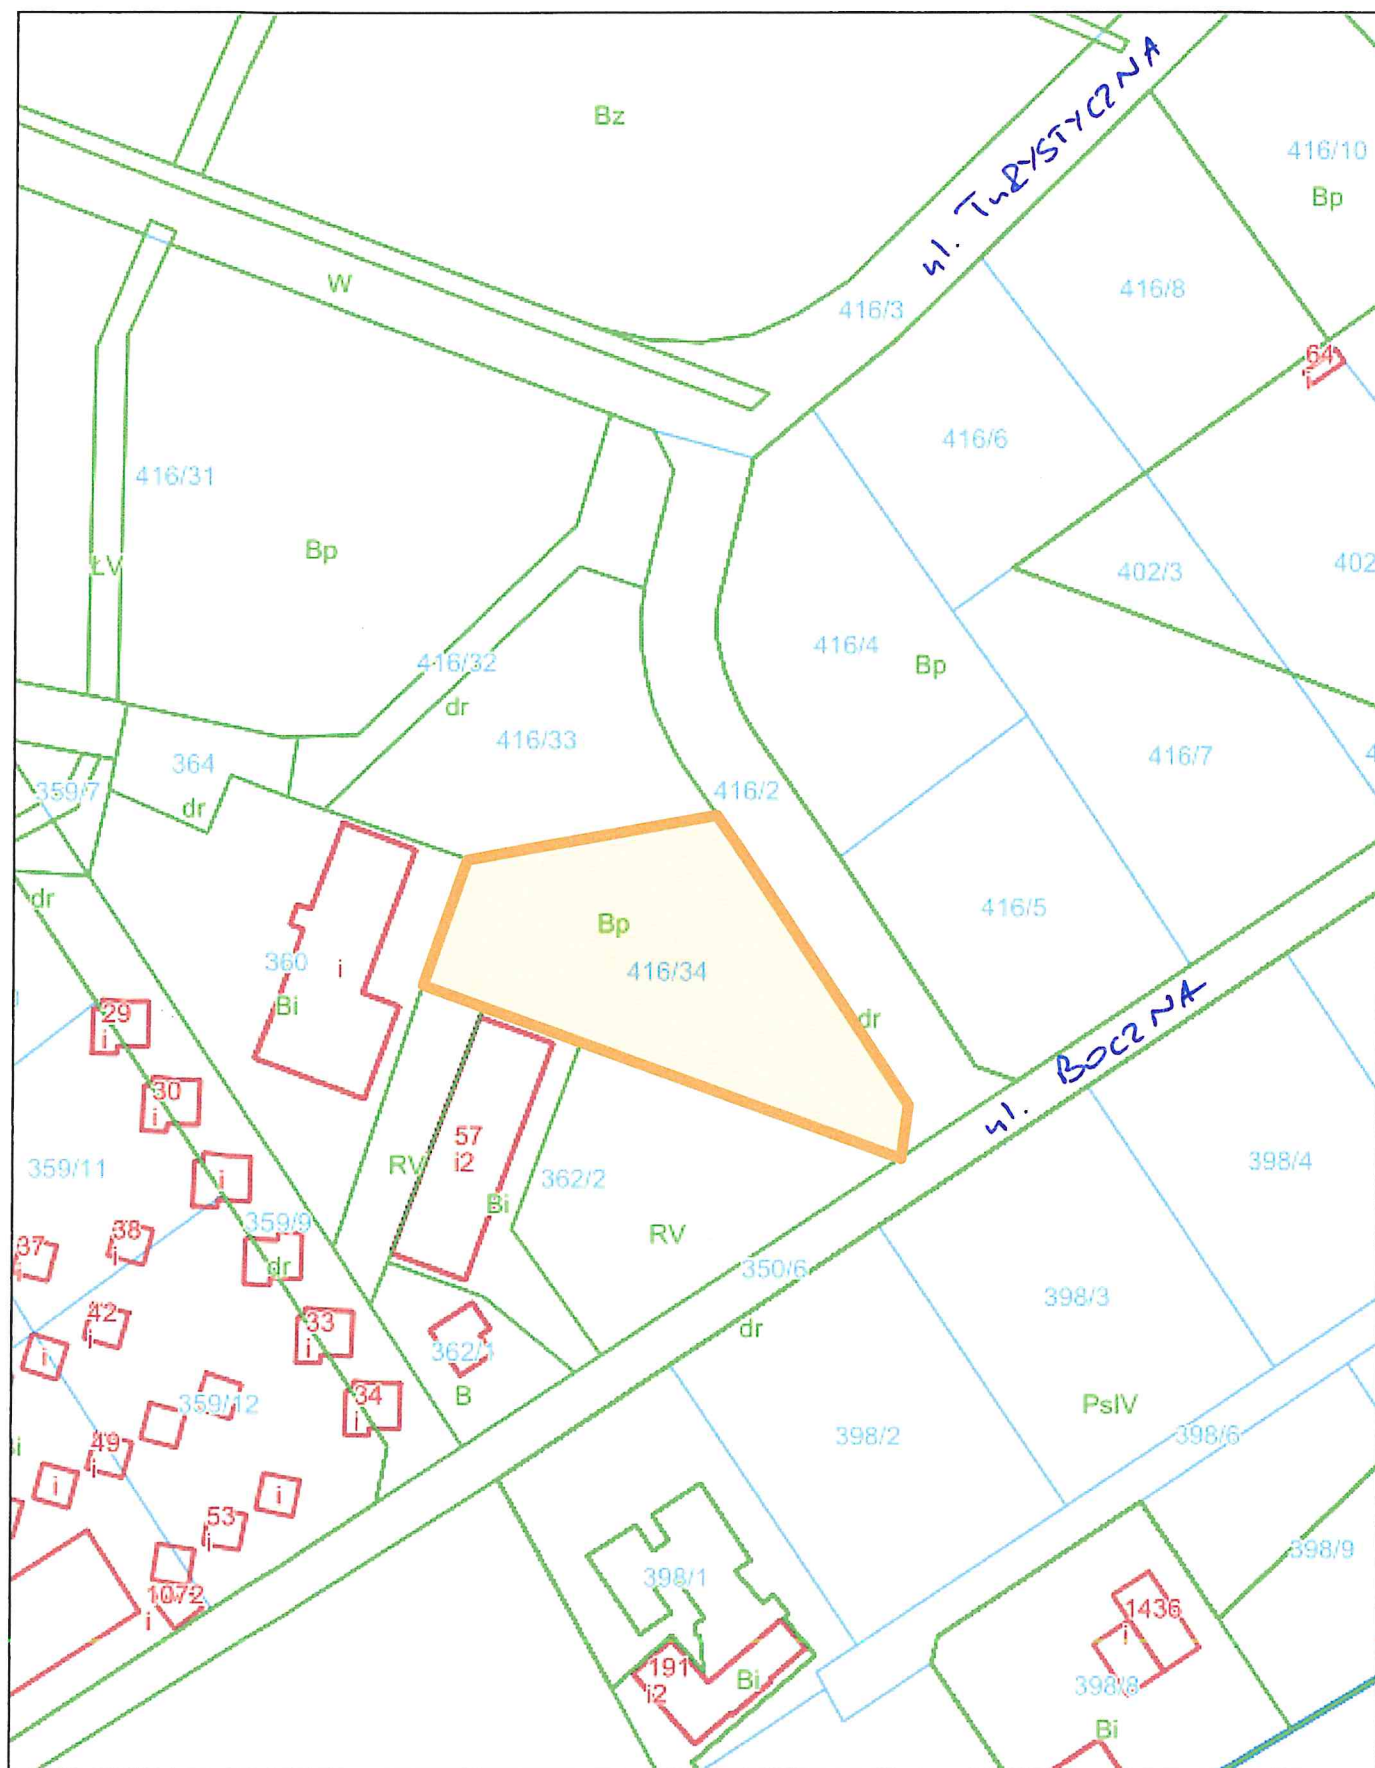 Bz
ul. TuRYSTYCZNA
416/10
Bp
W
416/3
416/8
64
i
416/6
416/31
Bp
ŁV
402/3
402
416/32
dr
416/4
Bp
416/33
416/7
4
364
359/7
dr
416/2
dr
Bp
416/5
360
i
416/34
Bi
dr
29
i
ul. BOCZNA
30
i
57
i2
RV
359/11
i
362/2
398/4
Bi
38
i
37
i
359/9
dr
RV
350/6
398/3
42
i
33
i
dr
i
362/1
34
i
B
359/12
PsIV
398/2
398/6
49
i
i
i
53
i
398/9
398/1
1072
i
1436
i
191
i2
Bi
398/8
Bi